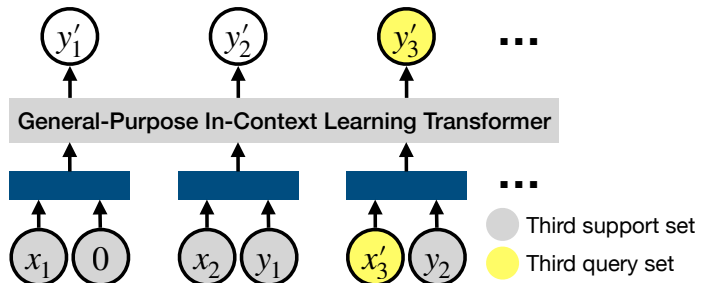 y′₁ y′₂ y′₃ ...
General-Purpose In-Context Learning Transformer
...
x₁ 0 x₂ y₁ x′₃ y₂
Third support set
Third query set